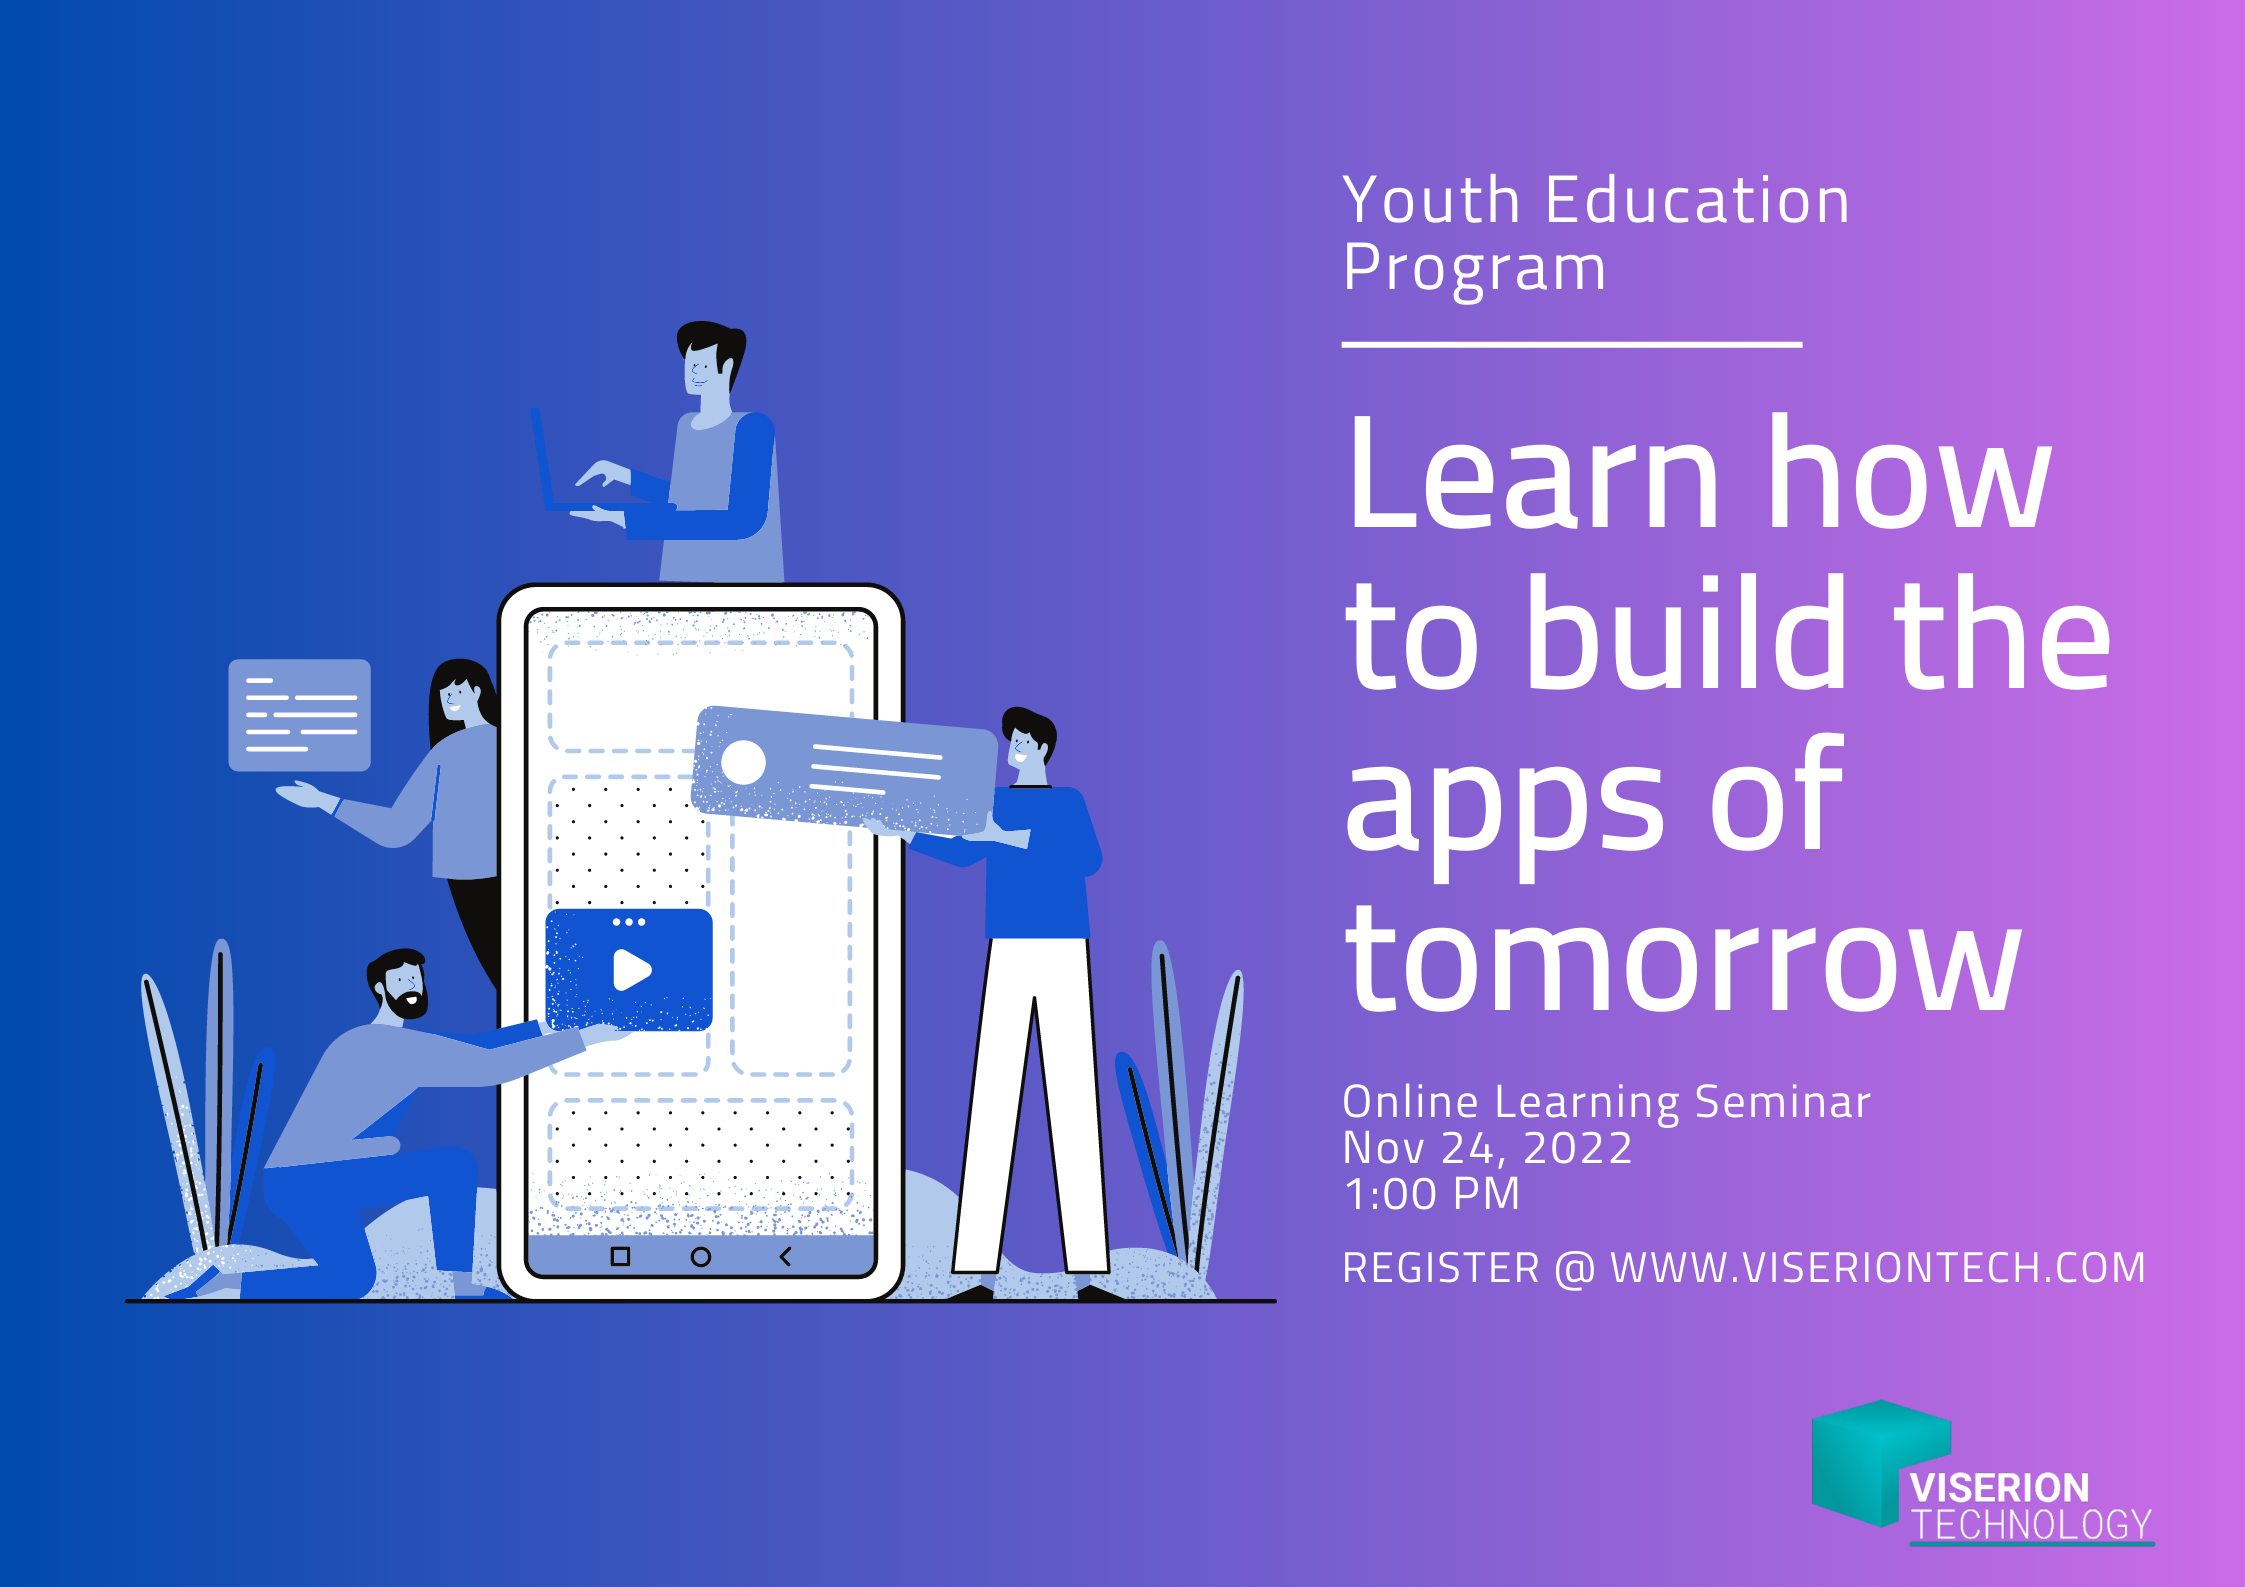 Youth Education
Program
Learn how
to build the
apps of
tomorrow
Online Learning Seminar
Nov 24, 2022
1:00 PM
REGISTER @ WWW.VISERIONTECH.COM
VISERION
TECHNOLOGY